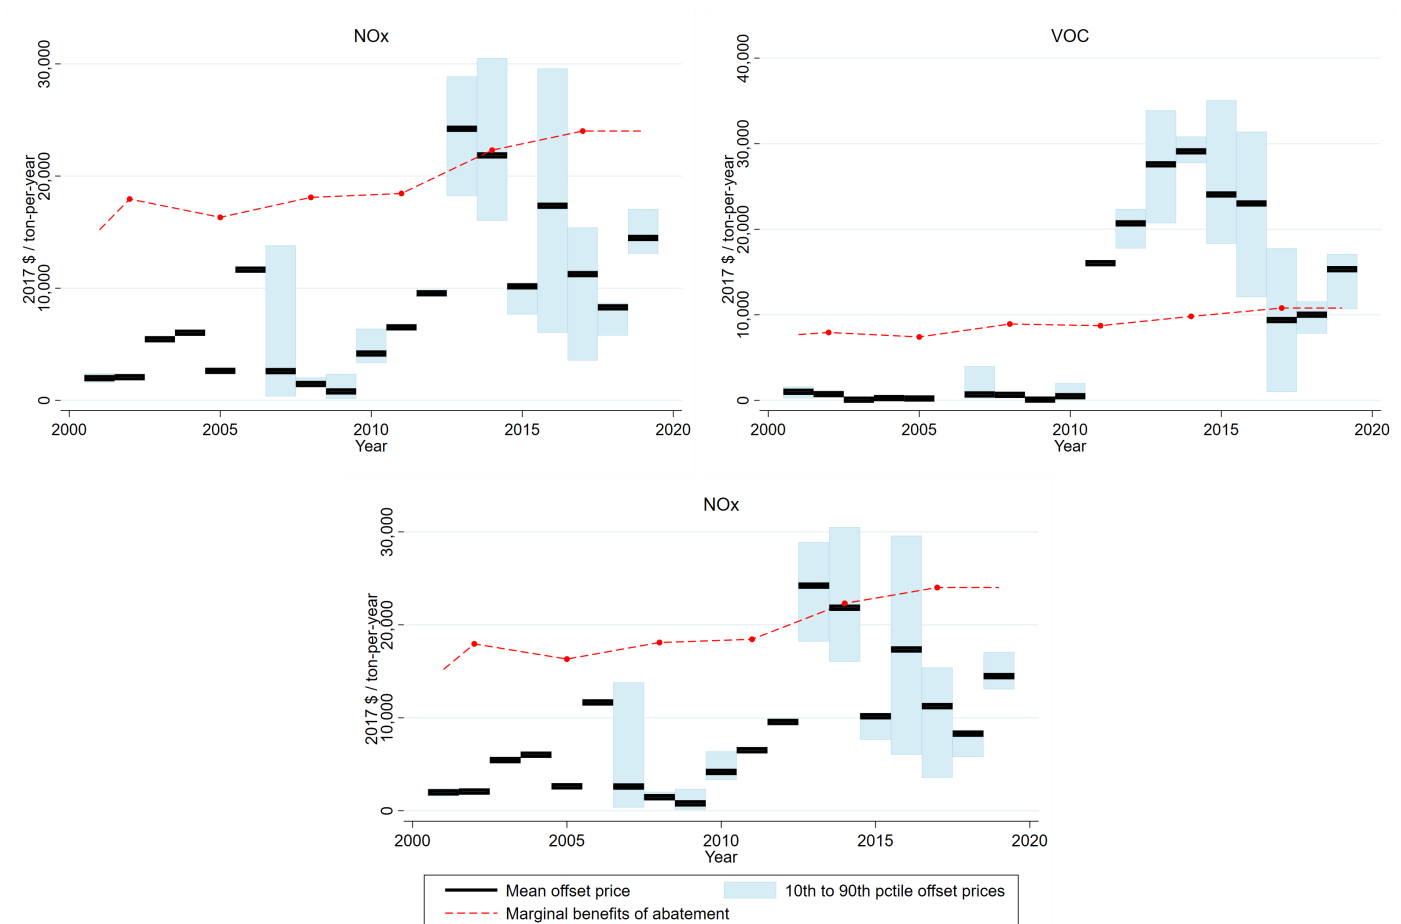 NOx
30,000
20,000
10,000
0
2017 $ / ton-per-year
2000 2005 2010 2015 2020
Year
VOC
40,000
30,000
20,000
10,000
0
2017 $ / ton-per-year
2000 2005 2010 2015 2020
Year
NOx
30,000
20,000
10,000
0
2017 $ / ton-per-year
2000 2005 2010 2015 2020
Year
Mean offset price 10th to 90th pctile offset prices
Marginal benefits of abatement